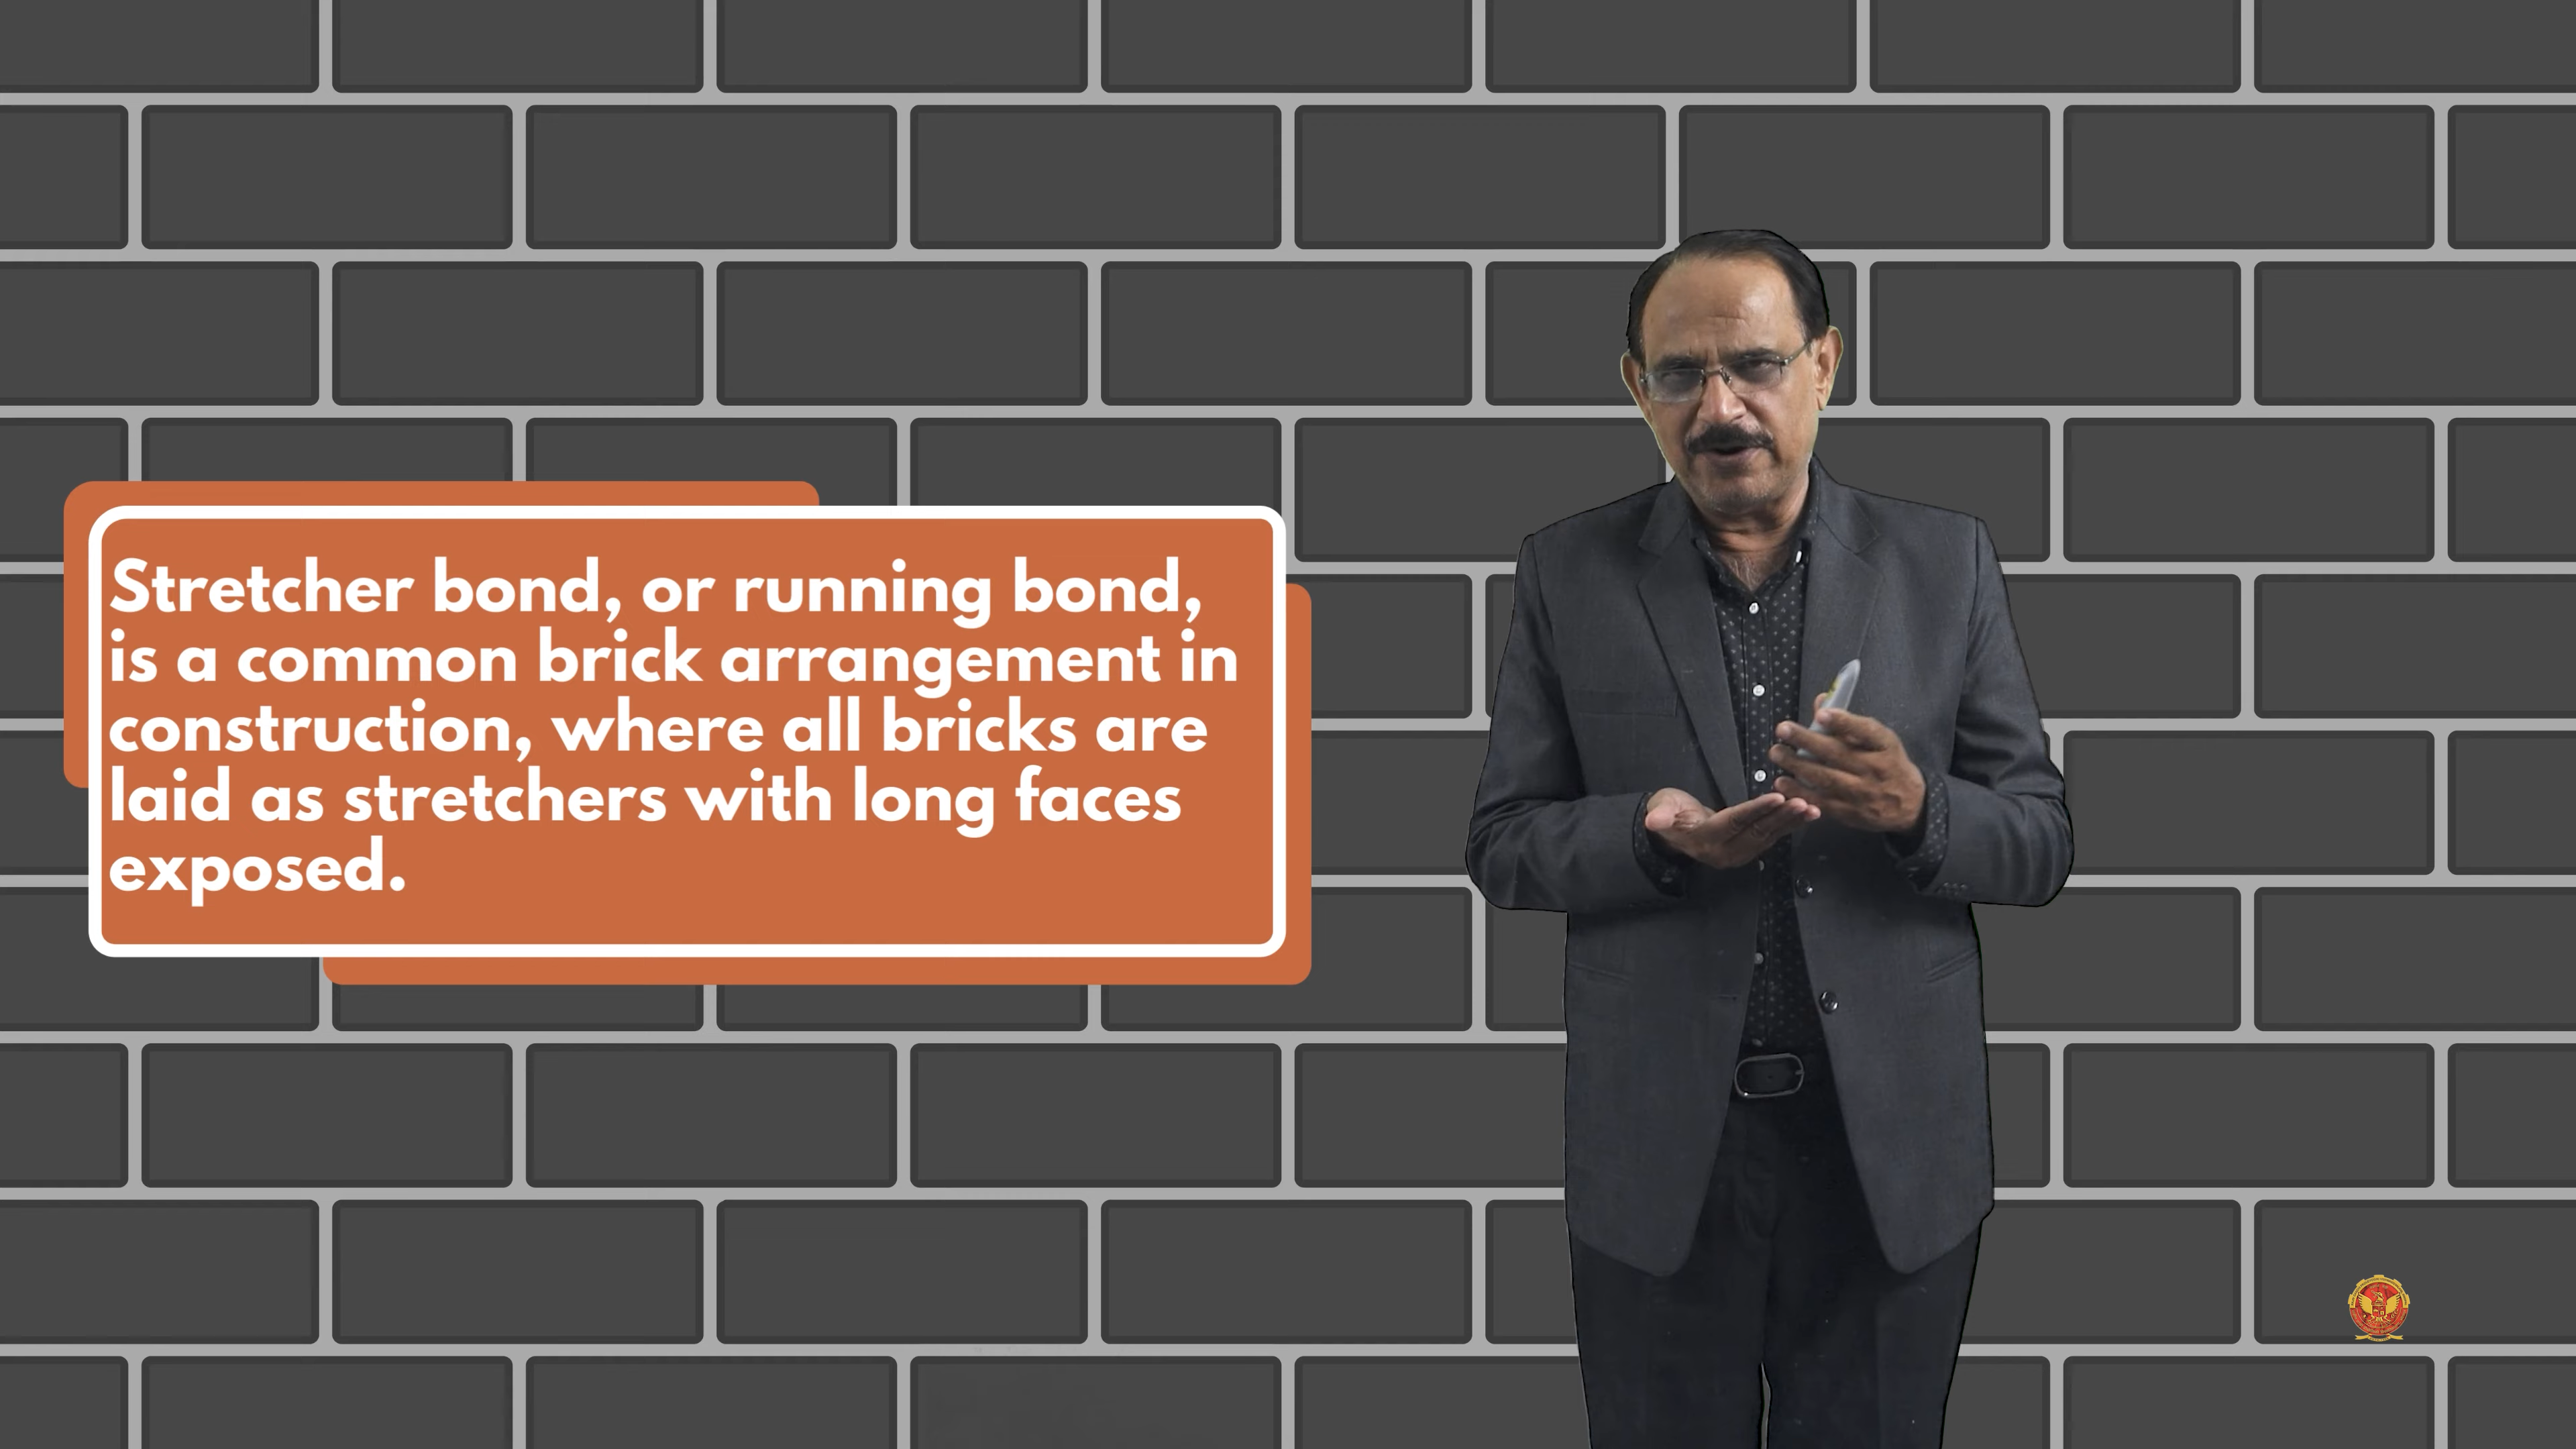 Stretcher bond, or running bond,
is a common brick arrangement in
construction, where all bricks are
laid as stretchers with long faces
exposed.